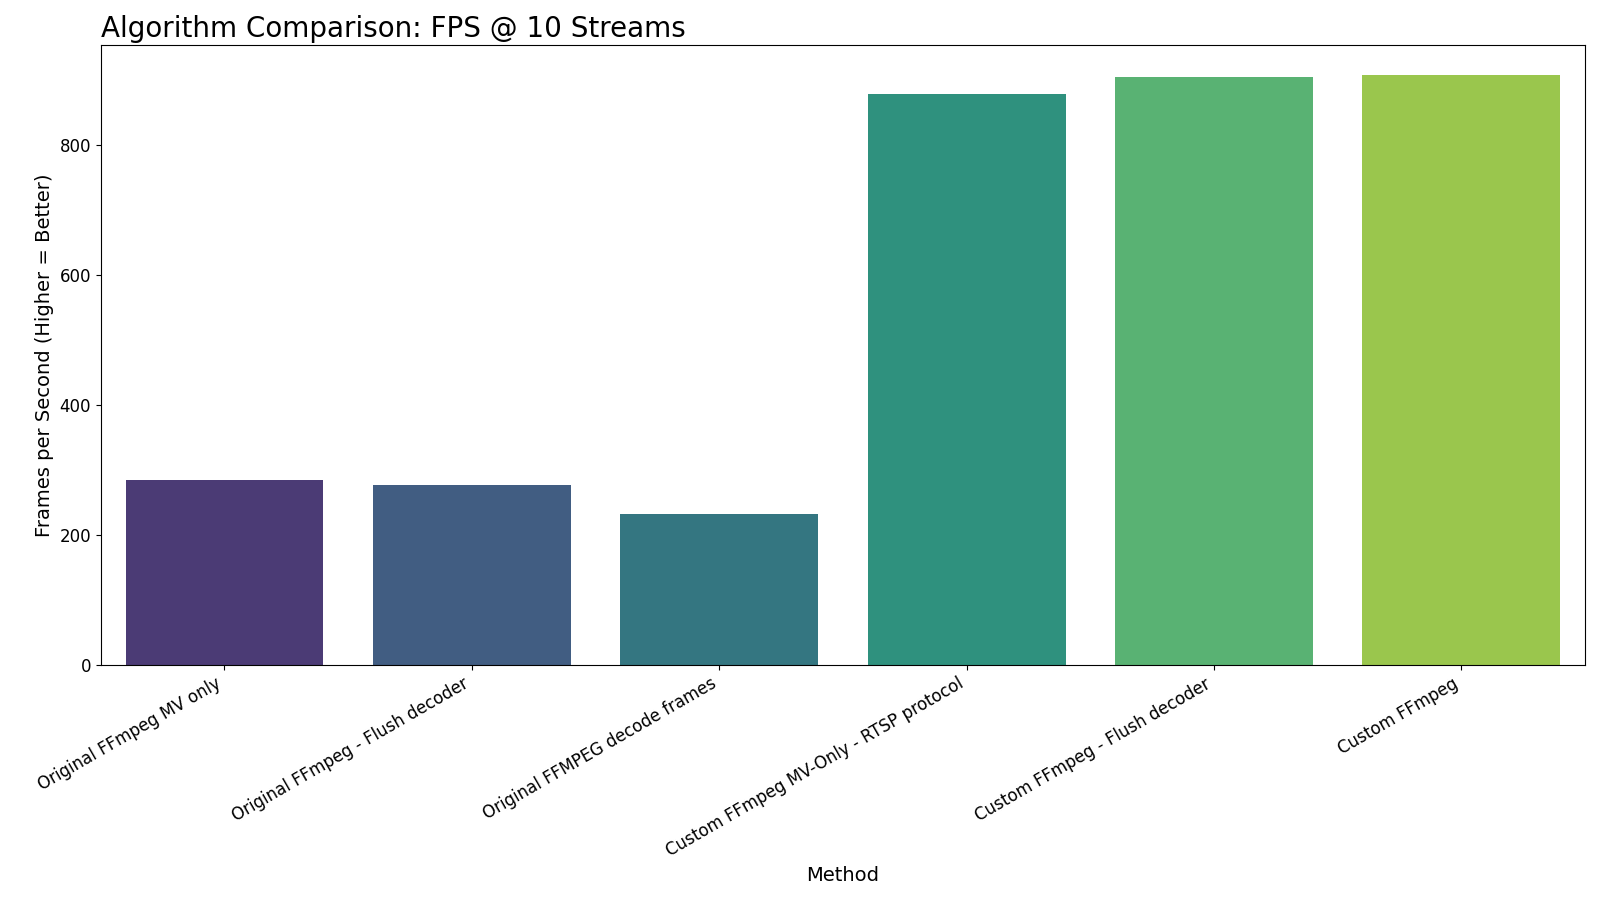 Algorithm Comparison: FPS @ 10 Streams
Frames per Second (Higher = Better)
800
600
400
200
0
Original FFmpeg MV only
Original FFmpeg - Flush decoder
Original FFMPEG decode frames
Custom FFmpeg MV-Only - RTSP protocol
Custom FFmpeg - Flush decoder
Custom FFmpeg
Method